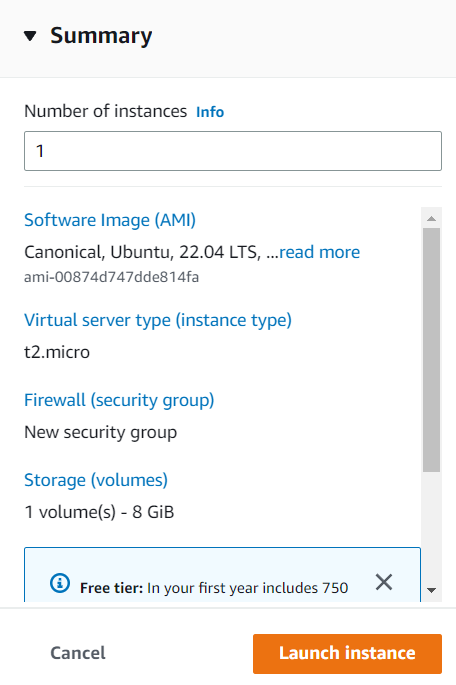 Summary
Number of instances Info
1
Software Image (AMI)
Canonical, Ubuntu, 22.04 LTS, ...read more
ami-00874d747dde814fa
Virtual server type (instance type)
t2.micro
Firewall (security group)
New security group
Storage (volumes)
1 volume(s) - 8 GiB
Free tier: In your first year includes 750
Cancel
Launch instance